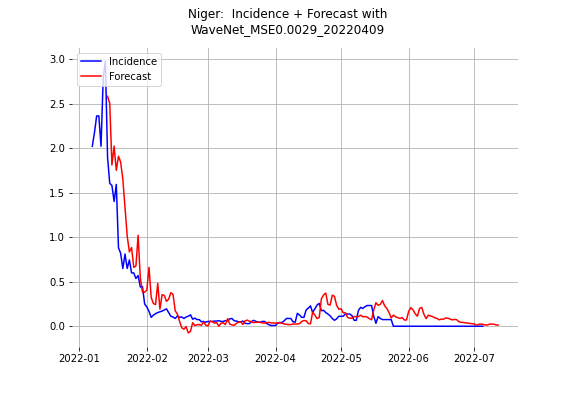 Niger:  Incidence + Forecast with
WaveNet_MSE0.0029_20220409
Incidence
Forecast
3.0
2.5
2.0
1.5
1.0
0.5
0.0
2022-01 2022-02 2022-03 2022-04 2022-05 2022-06 2022-07